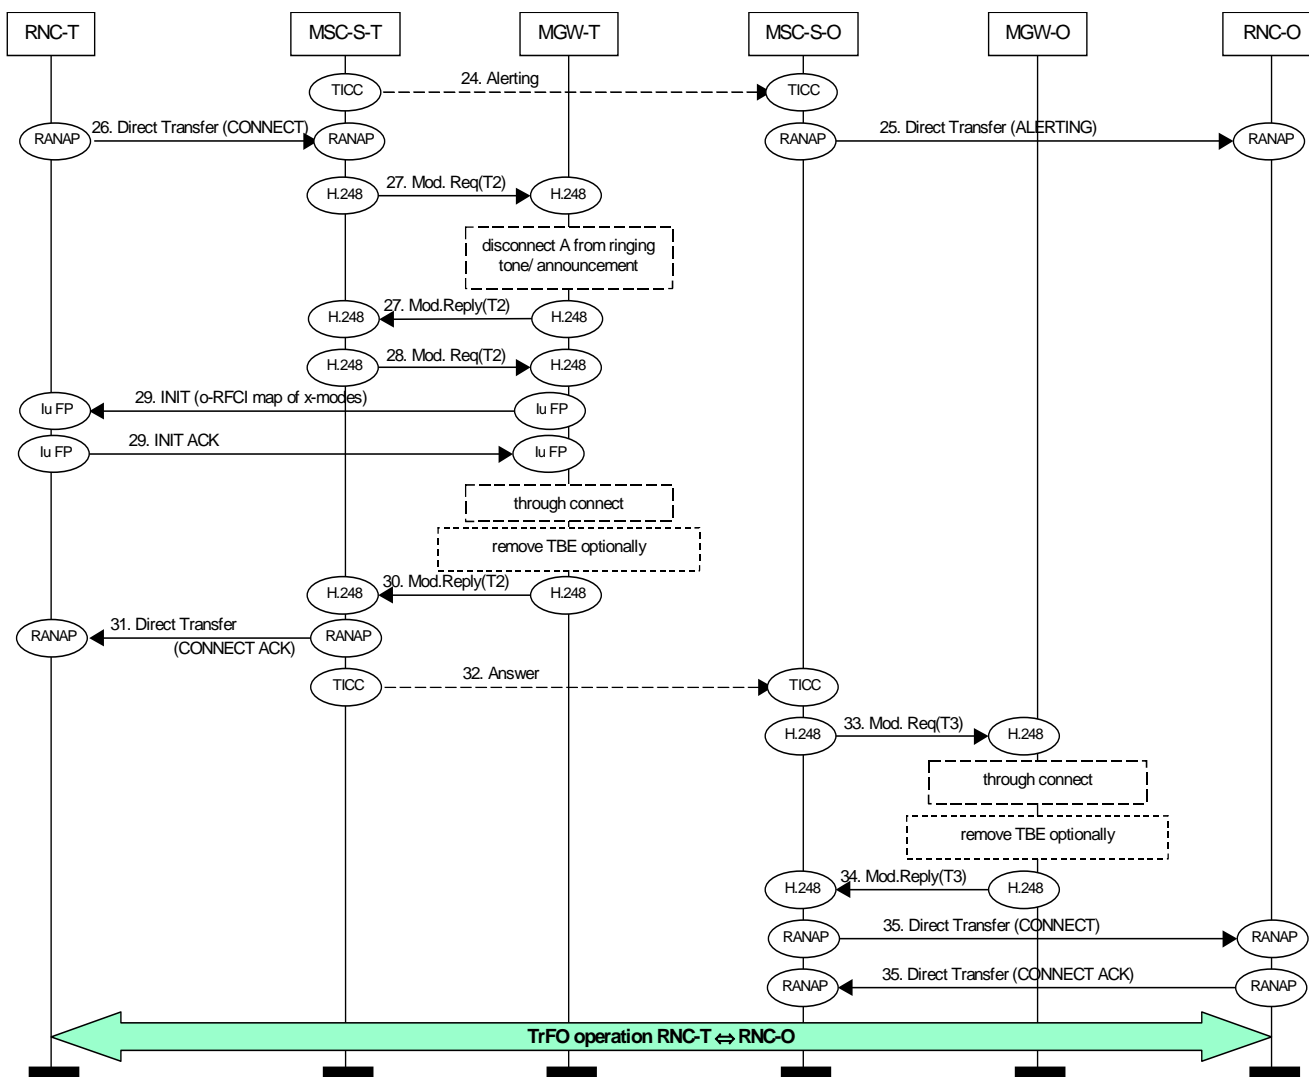 RNC-T
MSC-S-T
MGW-T
MSC-S-O
MGW-O
RNC-O
TICC
24. Alerting
TICC
RANAP
26. Direct Transfer (CONNECT)
RANAP
RANAP
25. Direct Transfer (ALERTING)
RANAP
H.248
27. Mod. Req(T2)
H.248
disconnect A from ringing
tone/ announcement
H.248
27. Mod.Reply(T2)
H.248
H.248
28. Mod. Req(T2)
H.248
Iu FP
29. INIT (o-RFCI map of x-modes)
Iu FP
Iu FP
29. INIT ACK
Iu FP
through connect
remove TBE optionally
H.248
30. Mod.Reply(T2)
H.248
RANAP
31. Direct Transfer
(CONNECT ACK)
RANAP
TICC
32. Answer
TICC
H.248
33. Mod. Req(T3)
H.248
through connect
remove TBE optionally
H.248
34. Mod.Reply(T3)
H.248
RANAP
35. Direct Transfer (CONNECT)
RANAP
RANAP
35. Direct Transfer (CONNECT ACK)
RANAP
TrFO operation RNC-T ⇔ RNC-O